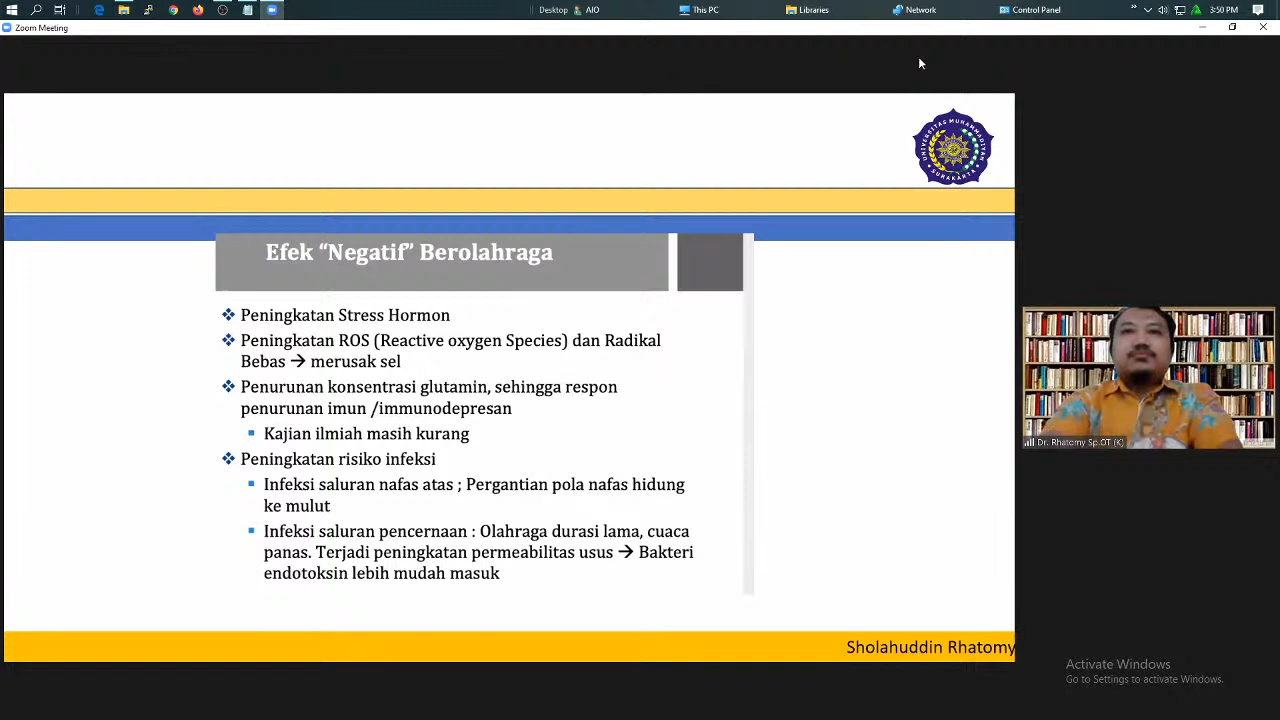 Desktop
AIO
This PC
Libraries
Network
Control Panel
3:50 PM
Zoom Meeting
UNIVERSITAS MUHAMMADIYAH
SURAKARTA
Efek “Negatif” Berolahraga
Peningkatan Stress Hormon
Peningkatan ROS (Reactive oxygen Species) dan Radikal
Bebas → merusak sel
Penurunan konsentrasi glutamin, sehingga respon
penurunan imun /immunodepresan
Kajian ilmiah masih kurang
Peningkatan risiko infeksi
Infeksi saluran nafas atas ; Pergantian pola nafas hidung
ke mulut
Infeksi saluran pencernaan : Olahraga durasi lama, cuaca
panas. Terjadi peningkatan permeabilitas usus → Bakteri
endotoksin lebih mudah masuk
Dr. Rhatomy Sp.OT (K)
Sholahuddin Rhatomy
Activate Windows
Go to Settings to activate Windows.